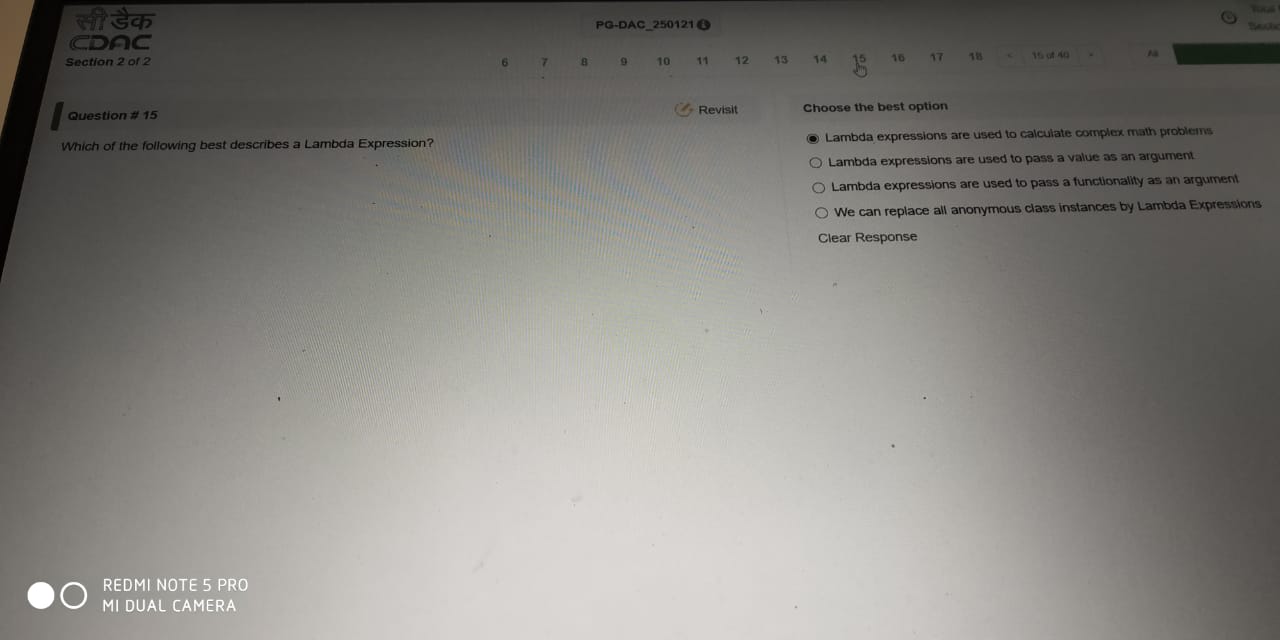 सी डैक
CDAC
Section 2 of 2
PG-DAC_250121
6 7 8 9 10 11 12 13 14 15 16 17 18 < 15 of 40
All
Question # 15
Revisit
Which of the following best describes a Lambda Expression?
Choose the best option
Lambda expressions are used to calculate complex math problems
Lambda expressions are used to pass a value as an argument
Lambda expressions are used to pass a functionality as an argument
We can replace all anonymous class instances by Lambda Expressions
Clear Response
REDMI NOTE 5 PRO
MI DUAL CAMERA